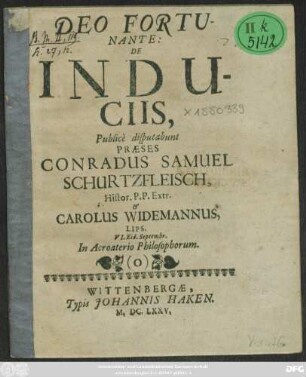 DEO FORTU-
NANTE:
DE
INDU-
CIIS,
Publicè disputabunt
PRÆSES
CONRADUS SAMUEL
SCHURTZFLEISCH,
Histor. P.P. Extr.
&
CAROLUS WIDEMANNUS,
LIPS.
VI. Eid. Septembr.
In Acroaterio Philosophorum.
(o)
WITTENBERGÆ,
Typis JOHANNIS HAKEN.
M, DC. LXXV,
II k
5142